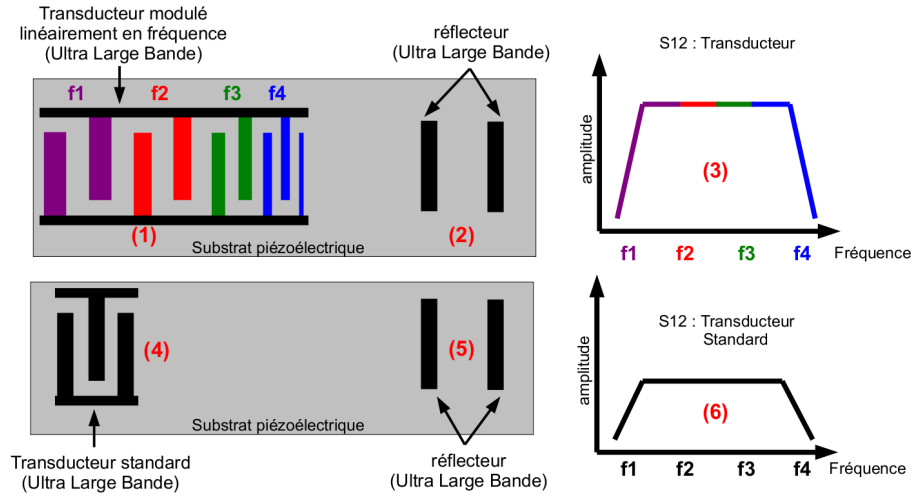 Transducteur modulé
linéairement en fréquence
(Ultra Large Bande)
réflecteur
(Ultra Large Bande)
f1 f2 f3 f4
(1)
(2)
Substrat piézoélectrique
S12 : Transducteur
amplitude
(3)
f1 f2 f3 f4 Fréquence
(4)
(5)
Substrat piézoélectrique
Transducteur standard
(Ultra Large Bande)
réflecteur
(Ultra Large Bande)
S12 : Transducteur
Standard
amplitude
(6)
f1 f2 f3 f4 Fréquence